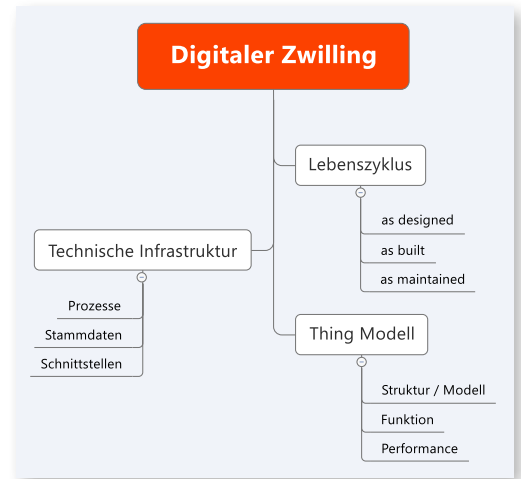 Digitaler Zwilling
Lebenszyklus
as designed
as built
as maintained
Technische Infrastruktur
Prozesse
Stammdaten
Schnittstellen
Thing Modell
Struktur / Modell
Funktion
Performance